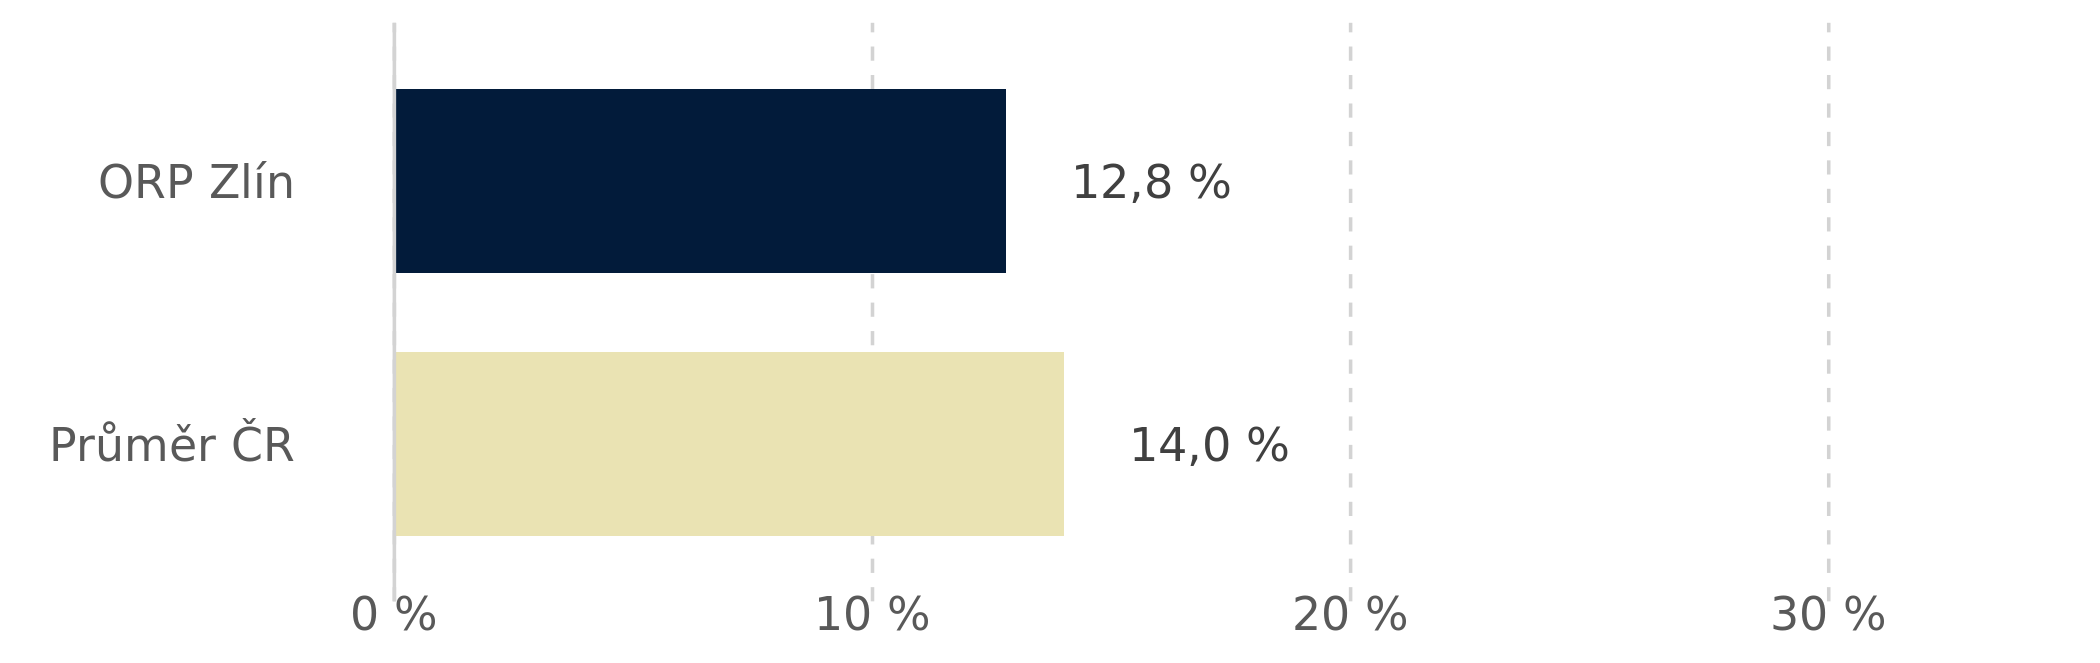 ORP Zlín 12,8 %
Průměr ČR 14,0 %
0 % 10 % 20 % 30 %